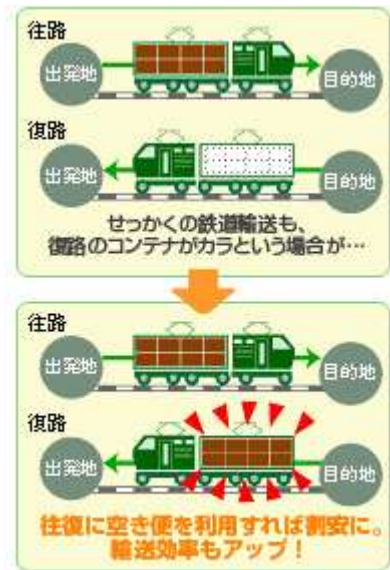 往路
出発地
目的地
復路
出発地
目的地
せっかくの鉄道輸送も、
復路のコンテナがカラという場合が…
往路
出発地
目的地
復路
出発地
目的地
往復に空き便を利用すれば割安に。
輸送効率もアップ！